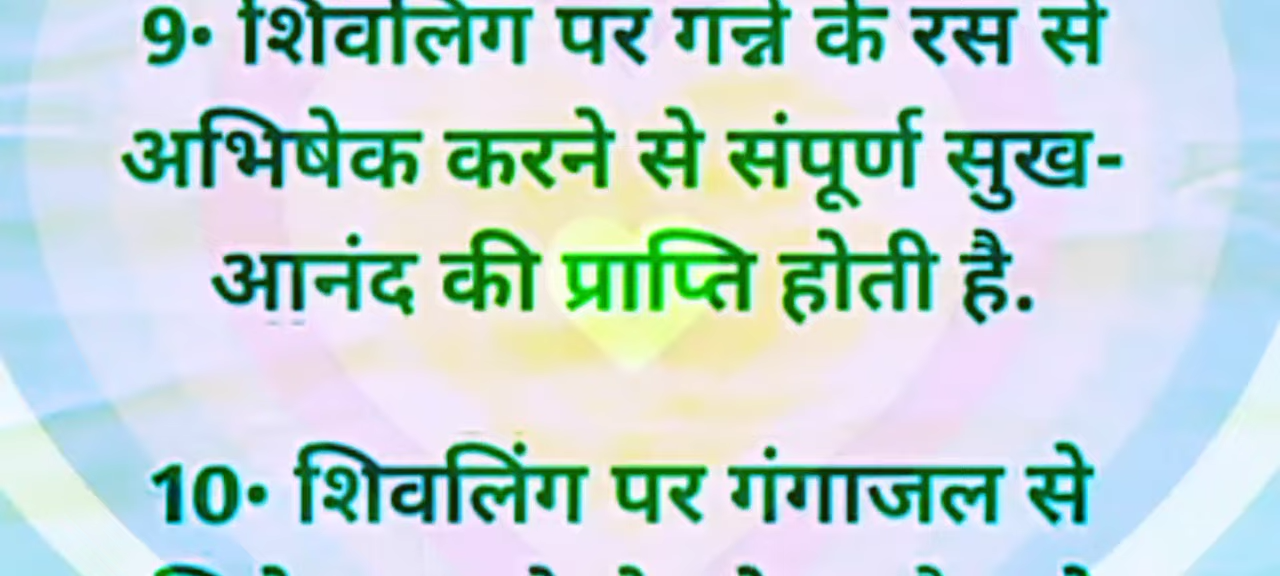 9· शिवलिंग पर गन्ने के रस से
अभिषेक करने से संपूर्ण सुख-
आनंद की प्राप्ति होती है.
10· शिवलिंग पर गंगाजल से